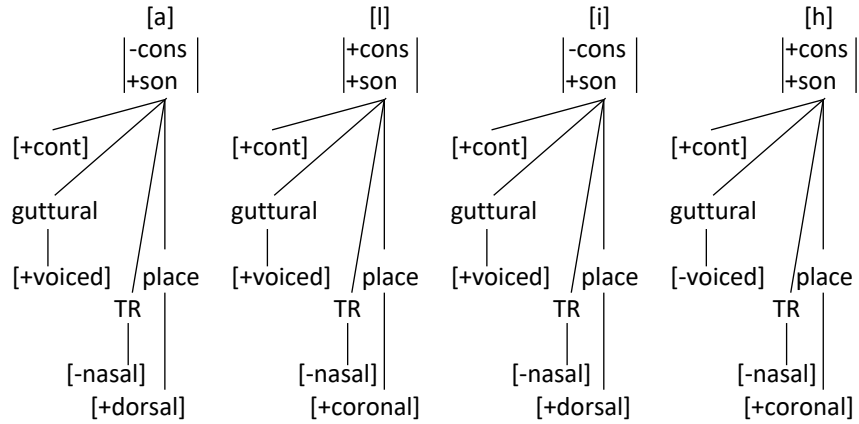 [a] [l] [i] [h]
-cons +cons -cons +cons
+son +son +son +son
[+cont] [+cont] [+cont] [+cont]
guttural guttural guttural guttural
[+voiced] place [+voiced] place [+voiced] place [-voiced] place
TR TR TR TR
[-nasal] [-nasal] [-nasal] [-nasal]
[+dorsal] [+coronal] [+dorsal] [+coronal]